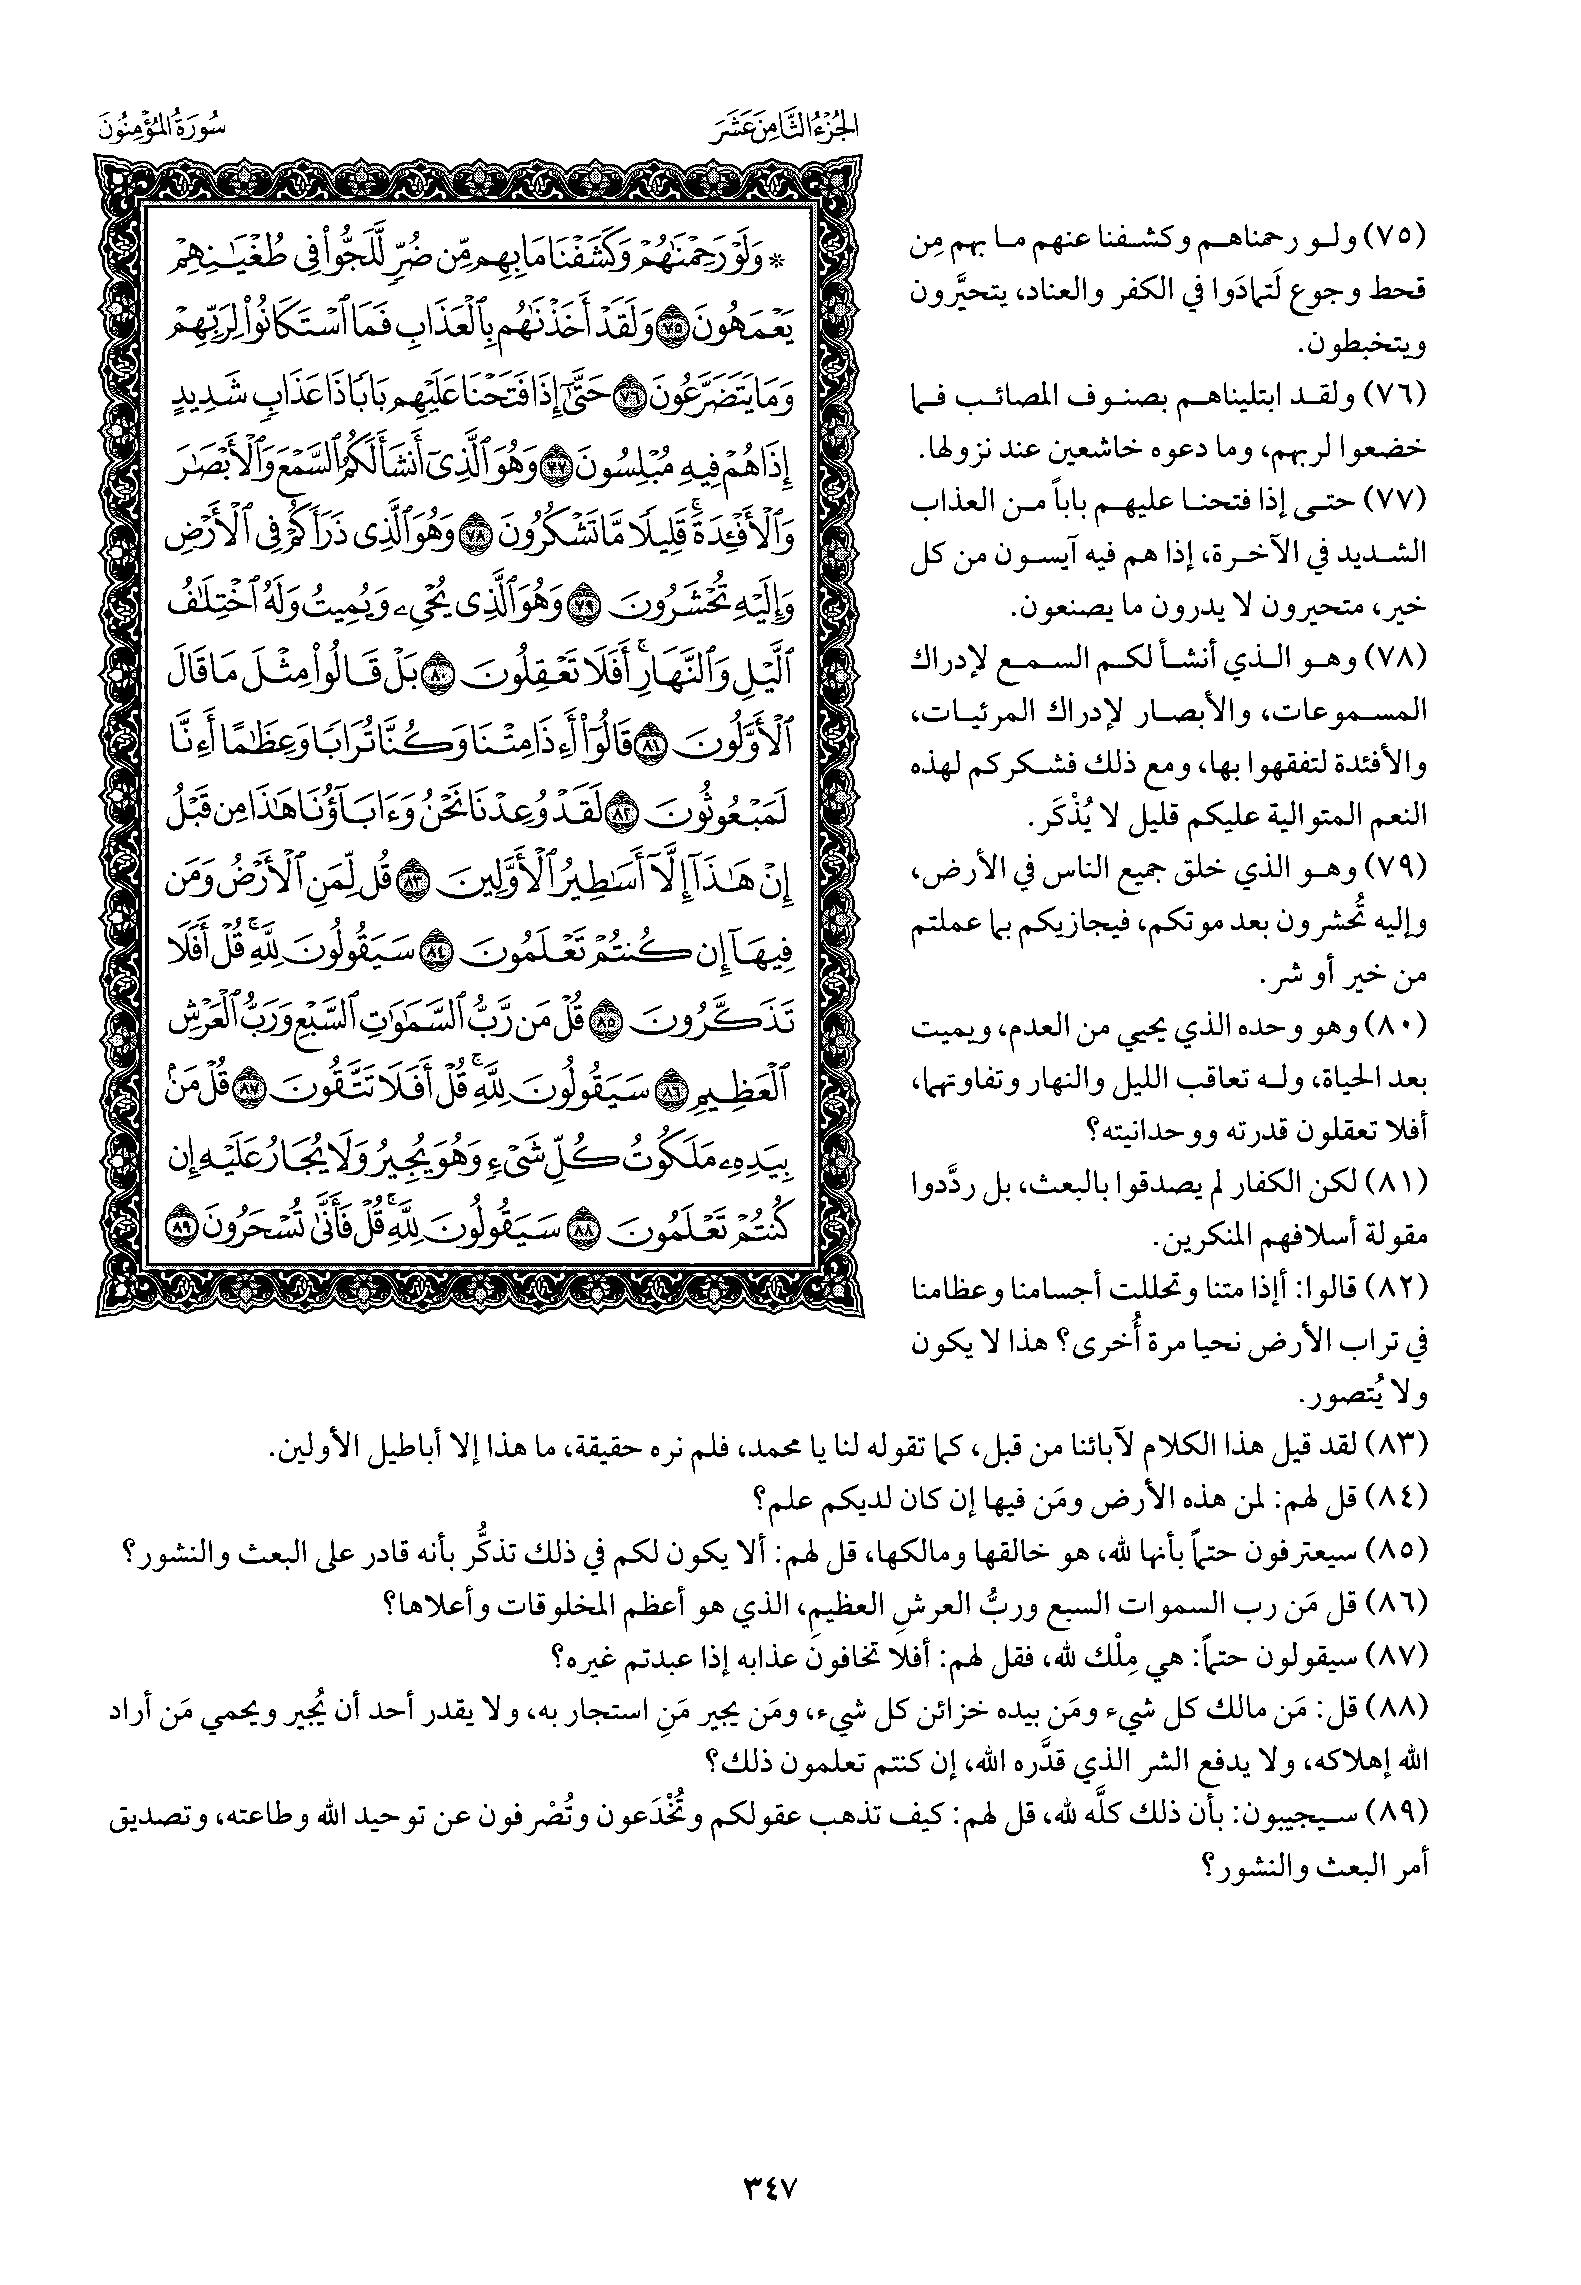 الجُزْءُ الثَّامِنَ عَشَرَ
سُورَةُ المُؤْمِنُونَ
۞ وَلَوْ رَحِمْنَٰهُمْ وَكَشَفْنَا مَا بِهِم مِّن ضُرٍّ لَّلَجُّوا۟ فِى طُغْيَٰنِهِمْ
يَعْمَهُونَ ٧٥ وَلَقَدْ أَخَذْنَٰهُم بِٱلْعَذَابِ فَمَا ٱسْتَكَانُوا۟ لِرَبِّهِمْ
وَمَا يَتَضَرَّعُونَ ٧٦ حَتَّىٰٓ إِذَا فَتَحْنَا عَلَيْهِم بَابًا ذَا عَذَابٍ شَدِيدٍ
إِذَا هُمْ فِيهِ مُبْلِسُونَ ٧٧ وَهُوَ ٱلَّذِىٓ أَنشَأَ لَكُمُ ٱلسَّمْعَ وَٱلْأَبْصَٰرَ
وَٱلْأَفْـِٔدَةَ ۚ قَلِيلًا مَّا تَشْكُرُونَ ٧٨ وَهُوَ ٱلَّذِى ذَرَأَكُمْ فِى ٱلْأَرْضِ
وَإِلَيْهِ تُحْشَرُونَ ٧٩ وَهُوَ ٱلَّذِى يُحْىِۦ وَيُمِيتُ وَلَهُ ٱخْتِلَٰفُ
ٱلَّيْلِ وَٱلنَّهَارِ ۚ أَفَلَا تَعْقِلُونَ ٨٠ بَلْ قَالُوا۟ مِثْلَ مَا قَالَ
ٱلْأَوَّلُونَ ٨١ قَالُوٓا۟ أَءِذَا مِتْنَا وَكُنَّا تُرَابًا وَعِظَٰمًا أَءِنَّا
لَمَبْعُوثُونَ ٨٢ لَقَدْ وُعِدْنَا نَحْنُ وَءَابَآؤُنَا هَٰذَا مِن قَبْلُ
إِنْ هَٰذَآ إِلَّآ أَسَٰطِيرُ ٱلْأَوَّلِينَ ٨٣ قُل لِّمَنِ ٱلْأَرْضُ وَمَن
فِيهَآ إِن كُنتُمْ تَعْلَمُونَ ٨٤ سَيَقُولُونَ لِلَّهِ ۚ قُلْ أَفَلَا
تَذَكَّرُونَ ٨٥ قُلْ مَن رَّبُّ ٱلسَّمَٰوَٰتِ ٱلسَّبْعِ وَرَبُّ ٱلْعَرْشِ
ٱلْعَظِيمِ ٨٦ سَيَقُولُونَ لِلَّهِ ۚ قُلْ أَفَلَا تَتَّقُونَ ٨٧ قُلْ مَنۢ
بِيَدِهِۦ مَلَكُوتُ كُلِّ شَىْءٍ وَهُوَ يُجِيرُ وَلَا يُجَارُ عَلَيْهِ إِن
كُنتُمْ تَعْلَمُونَ ٨٨ سَيَقُولُونَ لِلَّهِ ۚ قُلْ فَأَنَّىٰ تُسْحَرُونَ ٨٩
(٧٥) ولو رحمناهم وكشفنا عنهم ما بهم مِن
قحط وجوع لَتمادَوا في الكفر والعناد، يتحيَّرون
ويتخبطون.
(٧٦) ولقد ابتليناهم بصنوف المصائب فما
خضعوا لربهم، وما دعوه خاشعين عند نزولها.
(٧٧) حتى إذا فتحنا عليهم باباً من العذاب
الشديد في الآخرة، إذا هم فيه آيسون من كل
خير، متحيرون لا يدرون ما يصنعون.
(٧٨) وهو الذي أنشأ لكم السمع لإدراك
المسموعات، والأبصار لإدراك المرئيات،
والأفئدة لتفقهوا بها، ومع ذلك فشكركم لهذه
النعم المتوالية عليكم قليل لا يُذْكَر.
(٧٩) وهو الذي خلق جميع الناس في الأرض،
وإليه تُحشرون بعد موتكم، فيجازيكم بما عملتم
من خير أو شر.
(٨٠) وهو وحده الذي يحيي من العدم، ويميت
بعد الحياة، وله تعاقب الليل والنهار وتفاوتهما،
أفلا تعقلون قدرته ووحدانيته؟
(٨١) لكن الكفار لم يصدقوا بالبعث، بل ردَّدوا
مقولة أسلافهم المنكرين.
(٨٢) قالوا: أإذا متنا وتحللت أجسامنا وعظامنا
في تراب الأرض نحيا مرة أُخرى؟ هذا لا يكون
ولا يُتصور.
(٨٣) لقد قيل هذا الكلام لآبائنا من قبل، كما تقوله لنا يا محمد، فلم نره حقيقة، ما هذا إلا أباطيل الأولين.
(٨٤) قل لهم: لمن هذه الأرض ومَن فيها إن كان لديكم علم؟
(٨٥) سيعترفون حتماً بأنها لله، هو خالقها ومالكها، قل لهم: ألا يكون لكم في ذلك تذكُّر بأنه قادر على البعث والنشور؟
(٨٦) قل مَن رب السموات السبع وربُّ العرشِ العظيمِ، الذي هو أعظم المخلوقات وأعلاها؟
(٨٧) سيقولون حتماً: هي مِلْك لله، فقل لهم: أفلا تخافونَ عذابه إذا عبدتم غيره؟
(٨٨) قل: مَن مالك كل شيء ومَن بيده خزائن كل شيء، ومَن يجير مَنِ استجار به، ولا يقدر أحد أن يُجير ويحمي مَن أراد
الله إهلاكه، ولا يدفع الشر الذي قدَّره الله، إن كنتم تعلمون ذلك؟
(٨٩) سيجيبون: بأن ذلك كلَّه لله، قل لهم: كيف تذهب عقولكم وتُخْدَعون وتُصْرفون عن توحيد الله وطاعته، وتصديق
أمر البعث والنشور؟
٣٤٧